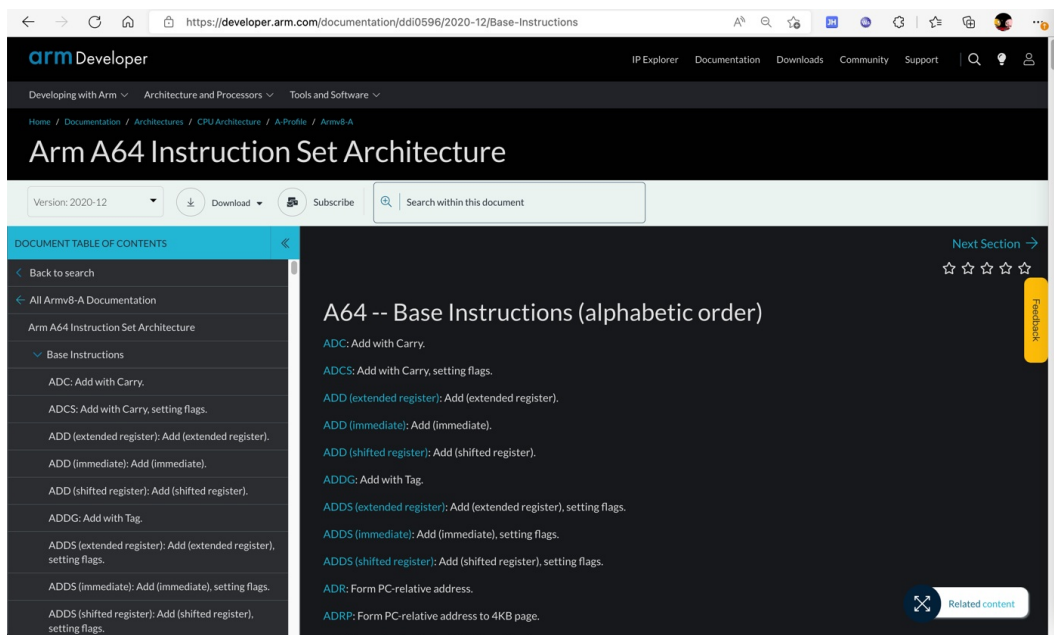 https://developer.arm.com/documentation/ddi0596/2020-12/Base-Instructions
JH
arm Developer
IP Explorer Documentation Downloads Community Support
Developing with Arm Architecture and Processors Tools and Software
Home / Documentation / Architectures / CPU Architecture / A-Profile / Armv8-A
Arm A64 Instruction Set Architecture
Version: 2020-12 Download Subscribe Search within this document
DOCUMENT TABLE OF CONTENTS
Back to search
All Armv8-A Documentation
Arm A64 Instruction Set Architecture
Base Instructions
ADC: Add with Carry.
ADCS: Add with Carry, setting flags.
ADD (extended register): Add (extended register).
ADD (immediate): Add (immediate).
ADD (shifted register): Add (shifted register).
ADDG: Add with Tag.
ADDS (extended register): Add (extended register),
setting flags.
ADDS (immediate): Add (immediate), setting flags.
ADDS (shifted register): Add (shifted register),
setting flags.
Next Section
Feedback
A64 -- Base Instructions (alphabetic order)
ADC: Add with Carry.
ADCS: Add with Carry, setting flags.
ADD (extended register): Add (extended register).
ADD (immediate): Add (immediate).
ADD (shifted register): Add (shifted register).
ADDG: Add with Tag.
ADDS (extended register): Add (extended register), setting flags.
ADDS (immediate): Add (immediate), setting flags.
ADDS (shifted register): Add (shifted register), setting flags.
ADR: Form PC-relative address.
ADRP: Form PC-relative address to 4KB page.
Related content